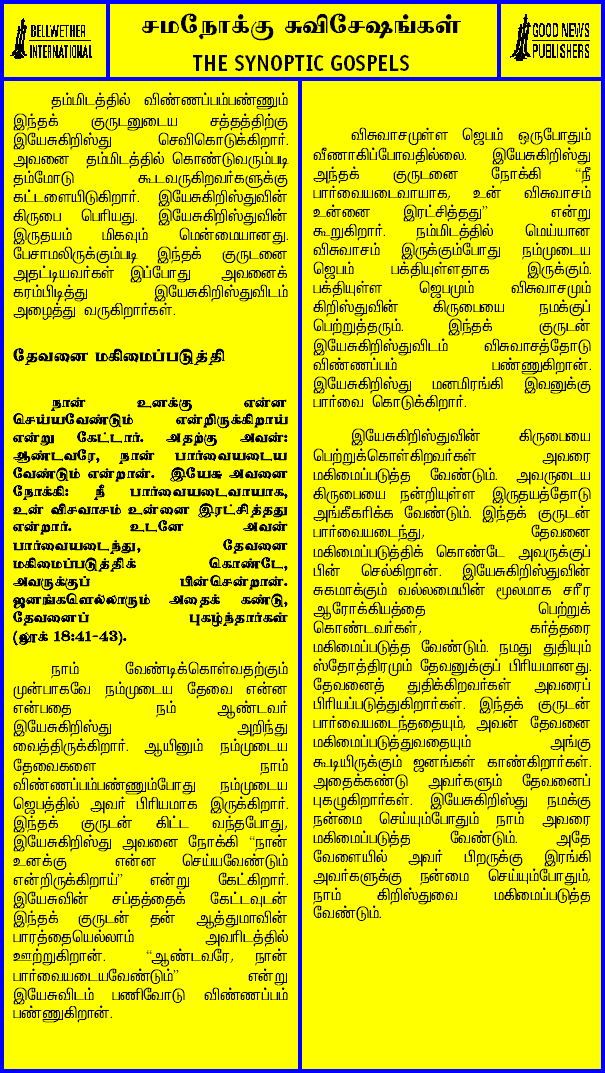 BELLWETHER
INTERNATIONAL
சமநோக்கு சுவிசேஷங்கள்
THE SYNOPTIC GOSPELS
GOOD NEWS
PUBLISHERS
தம்மிடத்தில் விண்ணப்பம்பண்ணும்
இந்தக் குருடனுடைய சத்தத்திற்கு
இயேசுகிறிஸ்து செவிகொடுக்கிறார்.
அவனை தம்மிடத்தில் கொண்டுவரும்படி
தம்மோடு கூடவருகிறவர்களுக்கு
கட்டளையிடுகிறார். இயேசுகிறிஸ்துவின்
கிருபை பெரியது. இயேசுகிறிஸ்துவின்
இருதயம் மிகவும் மென்மையானது.
பேசாமலிருக்கும்படி இந்தக் குருடனை
அதட்டியவர்கள் இப்போது அவனைக்
கரம்பிடித்து இயேசுகிறிஸ்துவிடம்
அழைத்து வருகிறார்கள்.
தேவனை மகிமைப்படுத்தி
நான் உனக்கு என்ன
செய்யவேண்டும் என்றிருக்கிறாய்
என்று கேட்டார். அதற்கு அவன்:
ஆண்டவரே, நான் பார்வையடைய
வேண்டும் என்றான். இயேசு அவனை
நோக்கி: நீ பார்வையடைவாயாக,
உன் விசவாசம் உன்னை இரட்சித்தது
என்றார். உடனே அவன்
பார்வையடைந்து, தேவனை
மகிமைப்படுத்திக் கொண்டே,
அவருக்குப் பின்சென்றான்.
ஜனங்களெல்லாரும் அதைக் கண்டு,
தேவனைப் புகழ்ந்தார்கள்
(லூக் 18:41-43).
நாம் வேண்டிக்கொள்வதற்கும்
முன்பாகவே நம்முடைய தேவை என்ன
என்பதை நம் ஆண்டவர்
இயேசுகிறிஸ்து அறிந்து
வைத்திருக்கிறார். ஆயினும் நம்முடைய
தேவைகளை நாம்
விண்ணப்பம்பண்ணும்போது நம்முடைய
ஜெபத்தில் அவர் பிரியமாக இருக்கிறார்.
இந்தக் குருடன் கிட்ட வந்தபோது,
இயேசுகிறிஸ்து அவனை நோக்கி “நான்
உனக்கு என்ன செய்யவேண்டும்
என்றிருக்கிறாய்” என்று கேட்கிறார்.
இயேசுவின் சப்தத்தைக் கேட்டவுடன்
இந்தக் குருடன் தன் ஆத்துமாவின்
பாரத்தையெல்லாம் அவரிடத்தில்
ஊற்றுகிறான். “ஆண்டவரே, நான்
பார்வையடையவேண்டும்” என்று
இயேசுவிடம் பணிவோடு விண்ணப்பம்
பண்ணுகிறான்.
விசுவாசமுள்ள ஜெபம் ஒருபோதும்
வீணாகிப்போவதில்லை. இயேசுகிறிஸ்து
அந்தக் குருடனை நோக்கி “நீ
பார்வையடைவாயாக, உன் விசுவாசம்
உன்னை இரட்சித்தது” என்று
கூறுகிறார். நம்மிடத்தில் மெய்யான
விசுவாசம் இருக்கும்போது நம்முடைய
ஜெபம் பக்தியுள்ளதாக இருக்கும்.
பக்தியுள்ள ஜெபமும் விசுவாசமும்
கிறிஸ்துவின் கிருபையை நமக்குப்
பெற்றுத்தரும். இந்தக் குருடன்
இயேசுகிறிஸ்துவிடம் விசுவாசத்தோடு
விண்ணப்பம் பண்ணுகிறான்.
இயேசுகிறிஸ்து மனமிரங்கி இவனுக்கு
பார்வை கொடுக்கிறார்.
இயேசுகிறிஸ்துவின் கிருபையை
பெற்றுக்கொள்கிறவர்கள் அவரை
மகிமைப்படுத்த வேண்டும். அவருடைய
கிருபையை நன்றியுள்ள இருதயத்தோடு
அங்கீகரிக்க வேண்டும். இந்தக் குருடன்
பார்வையடைந்து, தேவனை
மகிமைப்படுத்திக் கொண்டே அவருக்குப்
பின் செல்கிறான். இயேசுகிறிஸ்துவின்
சுகமாக்கும் வல்லமையின் மூலமாக சரீர
ஆரோக்கியத்தை பெற்றுக்
கொண்டவர்கள், கர்த்தரை
மகிமைப்படுத்த வேண்டும். நமது துதியும்
ஸ்தோத்திரமும் தேவனுக்குப் பிரியமானது.
தேவனைத் துதிக்கிறவர்கள் அவரைப்
பிரியப்படுத்துகிறார்கள். இந்தக் குருடன்
பார்வையடைந்ததையும், அவன் தேவனை
மகிமைப்படுத்துவதையும் அங்கு
கூடியிருக்கும் ஜனங்கள் காண்கிறார்கள்.
அதைக்கண்டு அவர்களும் தேவனைப்
புகழுகிறார்கள். இயேசுகிறிஸ்து நமக்கு
நன்மை செய்யும்போதும் நாம் அவரை
மகிமைப்படுத்த வேண்டும். அதே
வேளையில் அவர் பிறருக்கு இரங்கி
அவர்களுக்கு நன்மை செய்யும்போதும்,
நாம் கிறிஸ்துவை மகிமைப்படுத்த
வேண்டும்.